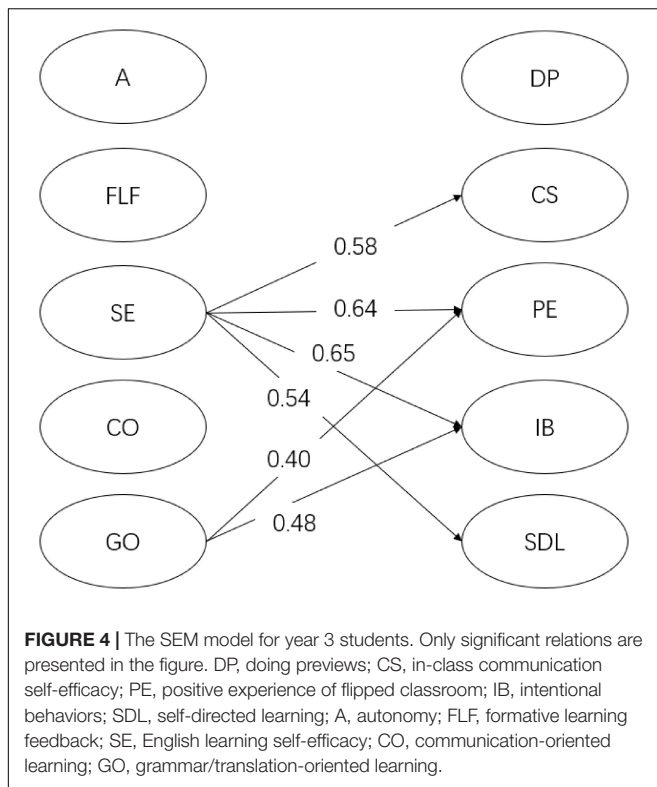 A
DP
FLF
CS
0.58
SE
0.64
PE
0.65
0.54
CO
IB
0.40
0.48
GO
SDL
FIGURE 4 | The SEM model for year 3 students. Only significant relations are
presented in the figure. DP, doing previews; CS, in-class communication
self-efficacy; PE, positive experience of flipped classroom; IB, intentional
behaviors; SDL, self-directed learning; A, autonomy; FLF, formative learning
feedback; SE, English learning self-efficacy; CO, communication-oriented
learning; GO, grammar/translation-oriented learning.